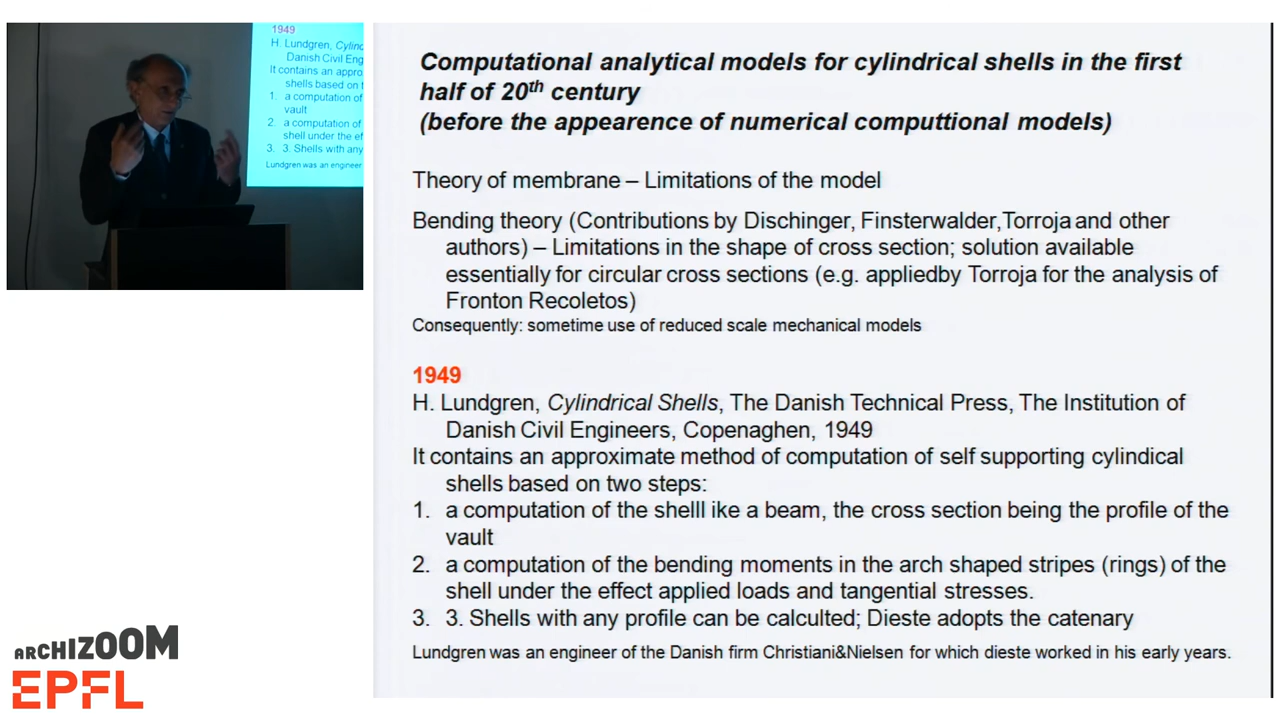 1949
H. Lundgren, Cylind
Danish Civil Eng
It contains an appro
shells based on t
1. a computation of
vault
2. a computation of
shell under the ef
3. 3. Shells with any
Lundgren was an engineer
Computational analytical models for cylindrical shells in the first
half of 20th century
(before the appearence of numerical computtional models)
Theory of membrane – Limitations of the model
Bending theory (Contributions by Dischinger, Finsterwalder,Torroja and other
authors) – Limitations in the shape of cross section; solution available
essentially for circular cross sections (e.g. appliedby Torroja for the analysis of
Fronton Recoletos)
Consequently: sometime use of reduced scale mechanical models
1949
H. Lundgren, Cylindrical Shells, The Danish Technical Press, The Institution of
Danish Civil Engineers, Copenaghen, 1949
It contains an approximate method of computation of self supporting cylindical
shells based on two steps:
1. a computation of the shelll ike a beam, the cross section being the profile of the
vault
2. a computation of the bending moments in the arch shaped stripes (rings) of the
shell under the effect applied loads and tangential stresses.
3. 3. Shells with any profile can be calculted; Dieste adopts the catenary
Lundgren was an engineer of the Danish firm Christiani&Nielsen for which dieste worked in his early years.
ARCHIZOOM
EPFL